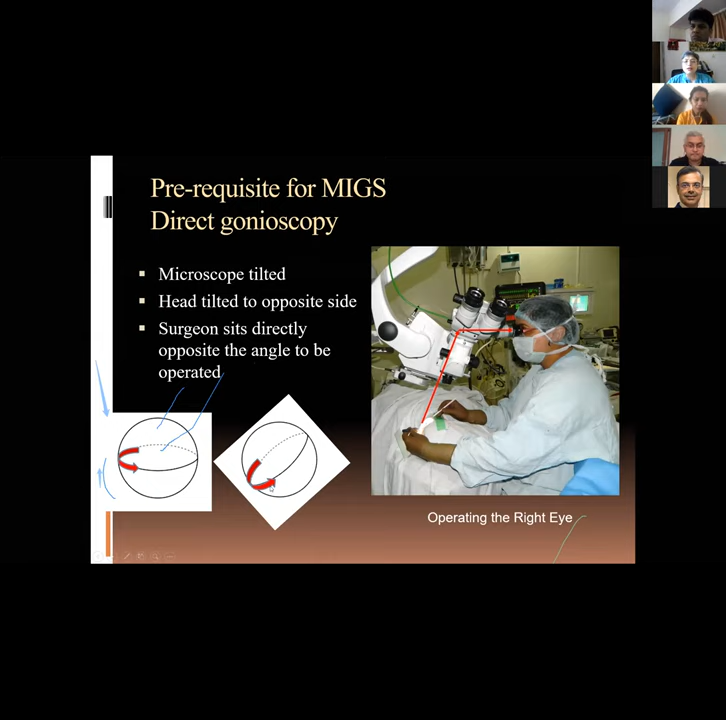 Pre-requisite for MIGS
Direct gonioscopy
Microscope tilted
Head tilted to opposite side
Surgeon sits directly
opposite the angle to be
operated
Operating the Right Eye